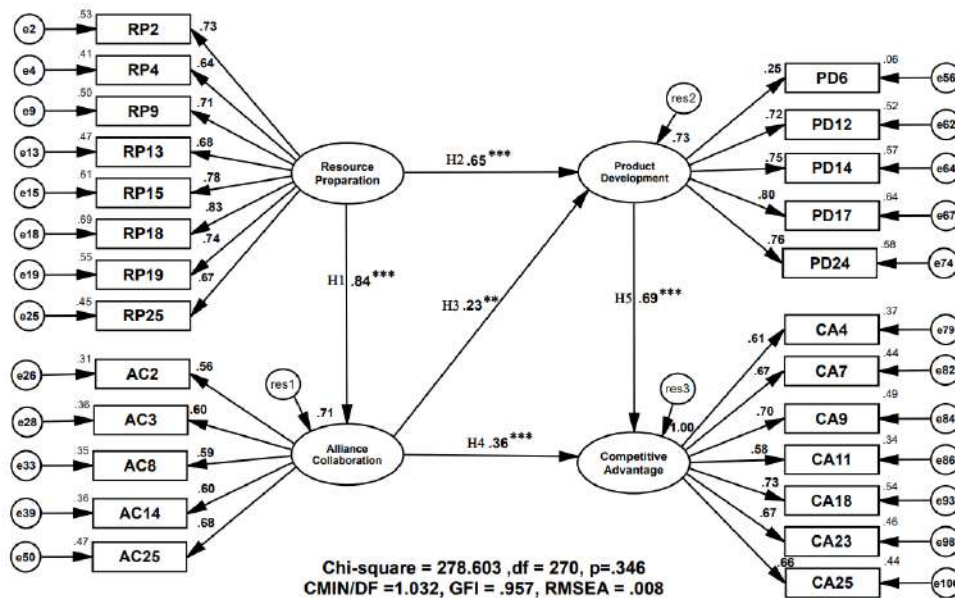 .53
e2 RP2 .73
.41
e4 RP4 .64
.50
e9 RP9 .71
.47
e13 RP13 .68
.61
e15 RP15 .78
.69
e18 RP18 .83
.55
e19 RP19 .74
.45
e25 RP25 .67
Resource
Preparation
H2 .65***
res2
.73
Product
Development
.25 PD6 .06 e56
.72 PD12 .52 e62
.75 PD14 .57 e64
.80 PD17 .64 e67
.76 PD24 .58 e74
H1 .84***
H3 .23**
H5 .69***
.31
e26 AC2 .56
.36
e28 AC3 .60
.35
e33 AC8 .59
.36
e39 AC14 .60
.47
e50 AC25 .68
res1
.71
Alliance
Collaboration
H4 .36***
res3
1.00
Competitive
Advantage
.61 CA4 .37 e79
.67 CA7 .44 e82
.70 CA9 .49 e84
.58 CA11 .34 e86
.73 CA18 .54 e93
.67 CA23 .46 e98
.66 CA25 .44
Chi-square = 278.603 ,df = 270, p=.346
CMIN/DF =1.032, GFI = .957, RMSEA = .008